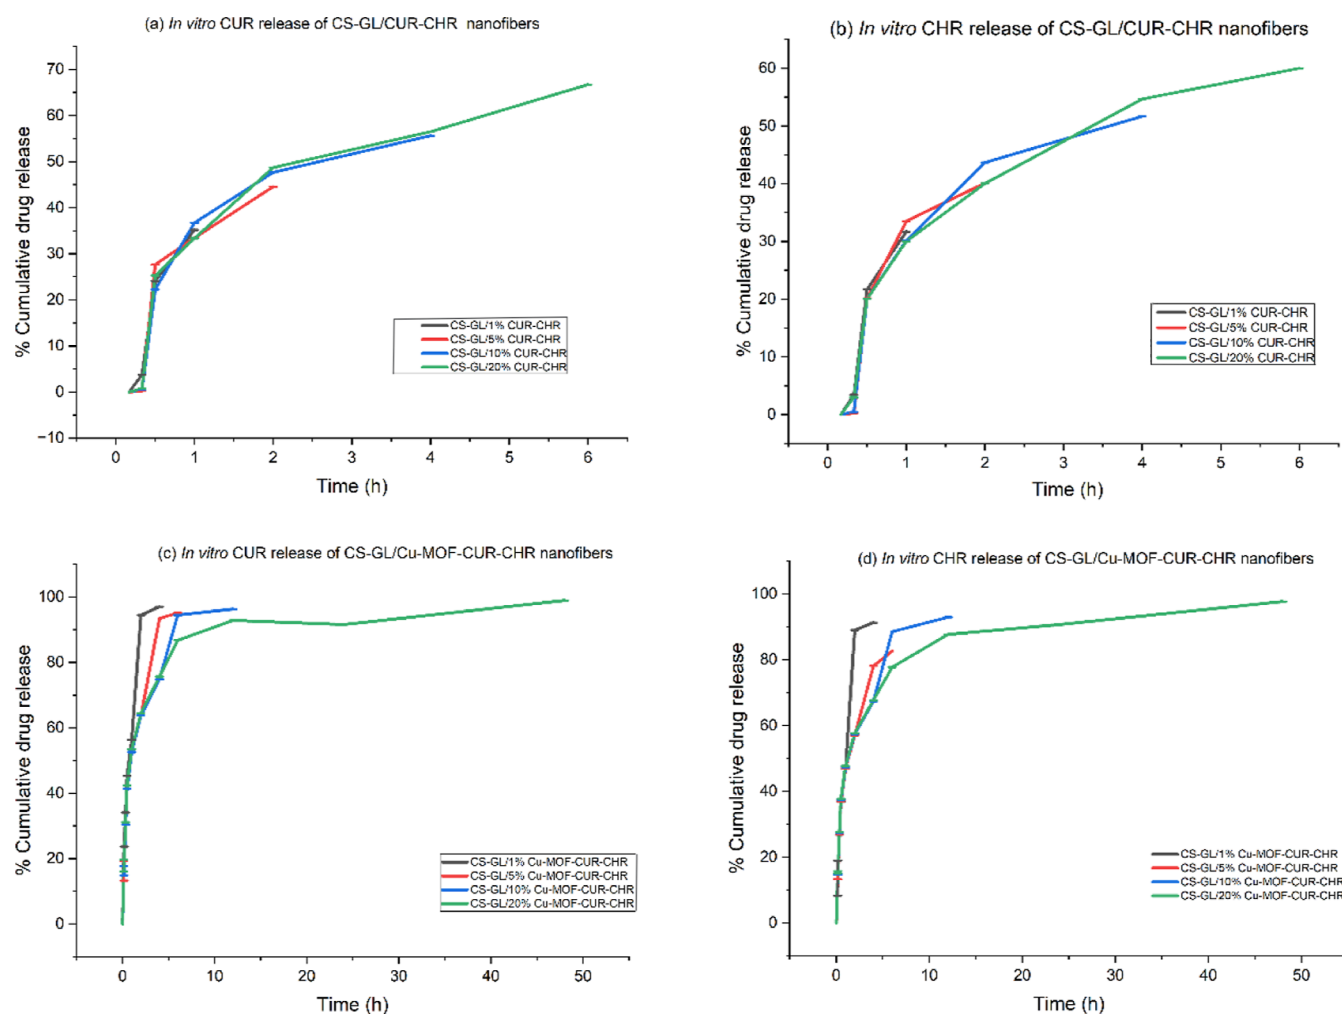 (a) In vitro CUR release of CS-GL/CUR-CHR nanofibers
% Cumulative drug release
70
60
50
40
30
20
10
0
−10
CS-GL/1% CUR-CHR
CS-GL/5% CUR-CHR
CS-GL/10% CUR-CHR
CS-GL/20% CUR-CHR
0 1 2 3 4 5 6
Time (h)
(b) In vitro CHR release of CS-GL/CUR-CHR nanofibers
% Cumulative drug release
60
50
40
30
20
10
0
CS-GL/1% CUR-CHR
CS-GL/5% CUR-CHR
CS-GL/10% CUR-CHR
CS-GL/20% CUR-CHR
0 1 2 3 4 5 6
Time (h)
(c) In vitro CUR release of CS-GL/Cu-MOF-CUR-CHR nanofibers
% Cumulative drug release
100
80
60
40
20
0
CS-GL/1% Cu-MOF-CUR-CHR
CS-GL/5% Cu-MOF-CUR-CHR
CS-GL/10% Cu-MOF-CUR-CHR
CS-GL/20% Cu-MOF-CUR-CHR
0 10 20 30 40 50
Time (h)
(d) In vitro CHR release of CS-GL/Cu-MOF-CUR-CHR nanofibers
% Cumulative drug release
100
80
60
40
20
0
CS-GL/1% Cu-MOF-CUR-CHR
CS-GL/5% Cu-MOF-CUR-CHR
CS-GL/10% Cu-MOF-CUR-CHR
CS-GL/20% Cu-MOF-CUR-CHR
0 10 20 30 40 50
Time (h)